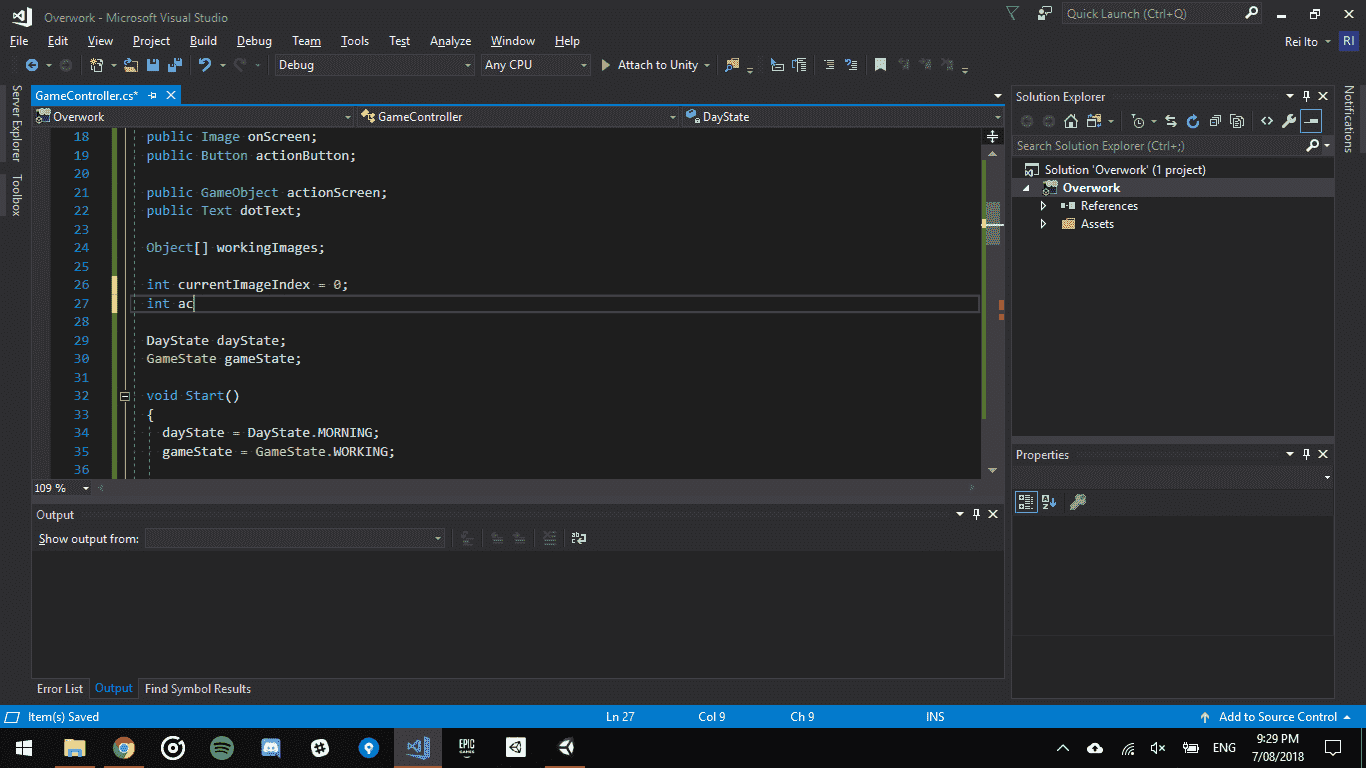 Overwork - Microsoft Visual Studio
Quick Launch (Ctrl+Q)
File Edit View Project Build Debug Team Tools Test Analyze Window Help
Rei Ito RI
Debug Any CPU Attach to Unity
Server Explorer
Toolbox
GameController.cs*
Overwork GameController DayState
18 public Image onScreen;
19 public Button actionButton;
20
21 public GameObject actionScreen;
22 public Text dotText;
23
24 Object[] workingImages;
25
26 int currentImageIndex = 0;
27 int ac
28
29 DayState dayState;
30 GameState gameState;
31
32 void Start()
33 {
34 dayState = DayState.MORNING;
35 gameState = GameState.WORKING;
36
109 %
Output
Show output from:
Error List Output Find Symbol Results
Solution Explorer
Search Solution Explorer (Ctrl+;)
Solution 'Overwork' (1 project)
Overwork
References
Assets
Properties
Notifications
Item(s) Saved Ln 27 Col 9 Ch 9 INS Add to Source Control
EPIC
GAMES
ENG
9:29 PM
7/08/2018